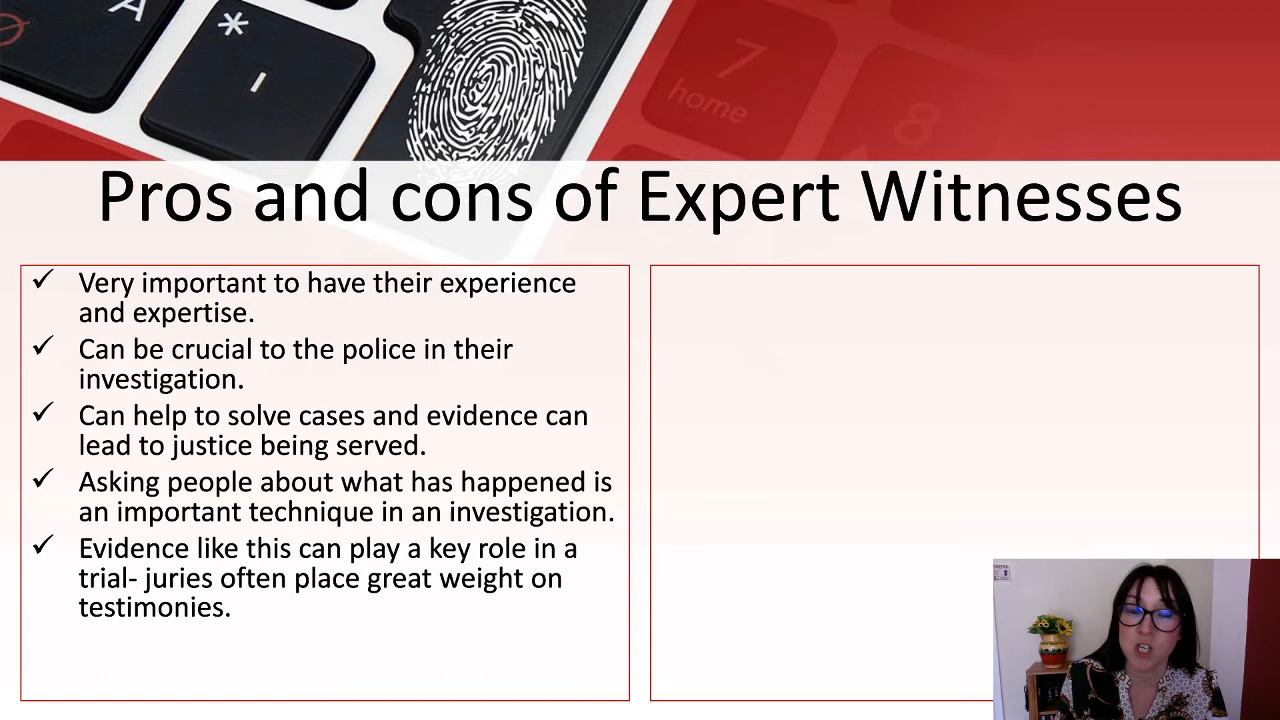 A
*
7
home
8
Pros and cons of Expert Witnesses
✓ Very important to have their experience
and expertise.
✓ Can be crucial to the police in their
investigation.
✓ Can help to solve cases and evidence can
lead to justice being served.
✓ Asking people about what has happened is
an important technique in an investigation.
✓ Evidence like this can play a key role in a
trial- juries often place great weight on
testimonies.